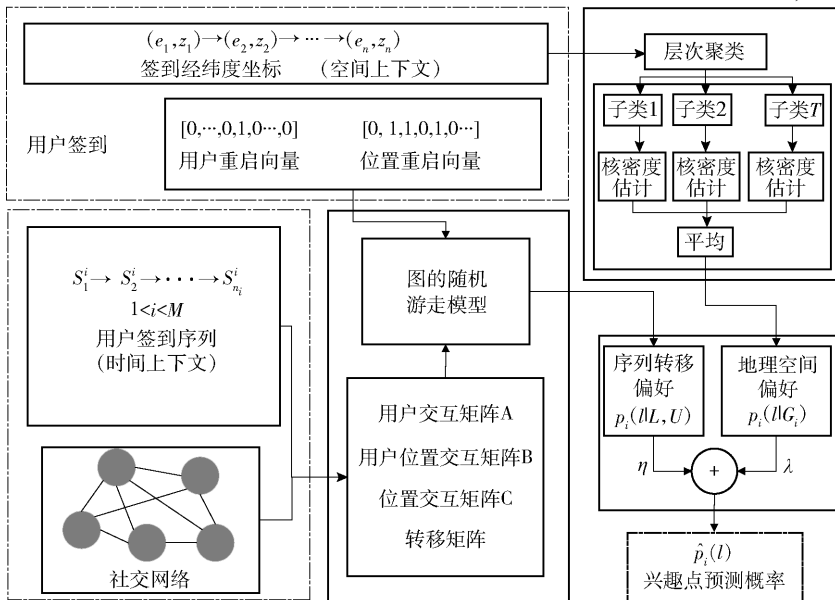 (e₁,z₁)→(e₂,z₂)→ ··· →(eₙ,zₙ)
签到经纬度坐标 （空间上下文）
用户签到
[0,···,0,1,0···,0]
用户重启向量
[0, 1,1,0,1,0···]
位置重启向量
层次聚类
子类1
子类2
子类T
核密度
估计
核密度
估计
核密度
估计
平均
S₁ⁱ→ S₂ⁱ→· · · →Sₙᵢⁱ
1<i<M
用户签到序列
（时间上下文）
社交网络
图的随机
游走模型
用户交互矩阵A
用户位置交互矩阵B
位置交互矩阵C
转移矩阵
序列转移
偏好
pᵢ(l|L,U)
地理空间
偏好
pᵢ(l|Gᵢ)
η
+
λ
p̂ᵢ(l)
兴趣点预测概率